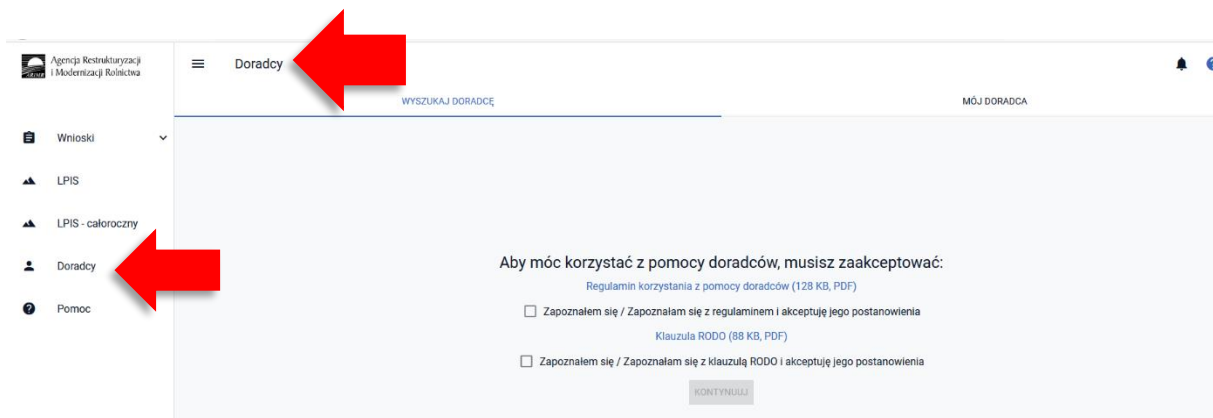 Agencja Restrukturyzacji
i Modernizacji Rolnictwa
Doradcy
WYSZUKAJ DORADCĘ
MÓJ DORADCA
Wnioski
LPIS
LPIS - całoroczny
Doradcy
Pomoc
Aby móc korzystać z pomocy doradców, musisz zaakceptować:
Regulamin korzystania z pomocy doradców (128 KB, PDF)
Zapoznałem się / Zapoznałam się z regulaminem i akceptuję jego postanowienia
Klauzula RODO (88 KB, PDF)
Zapoznałem się / Zapoznałam się z klauzulą RODO i akceptuję jego postanowienia
KONTYNUUJ